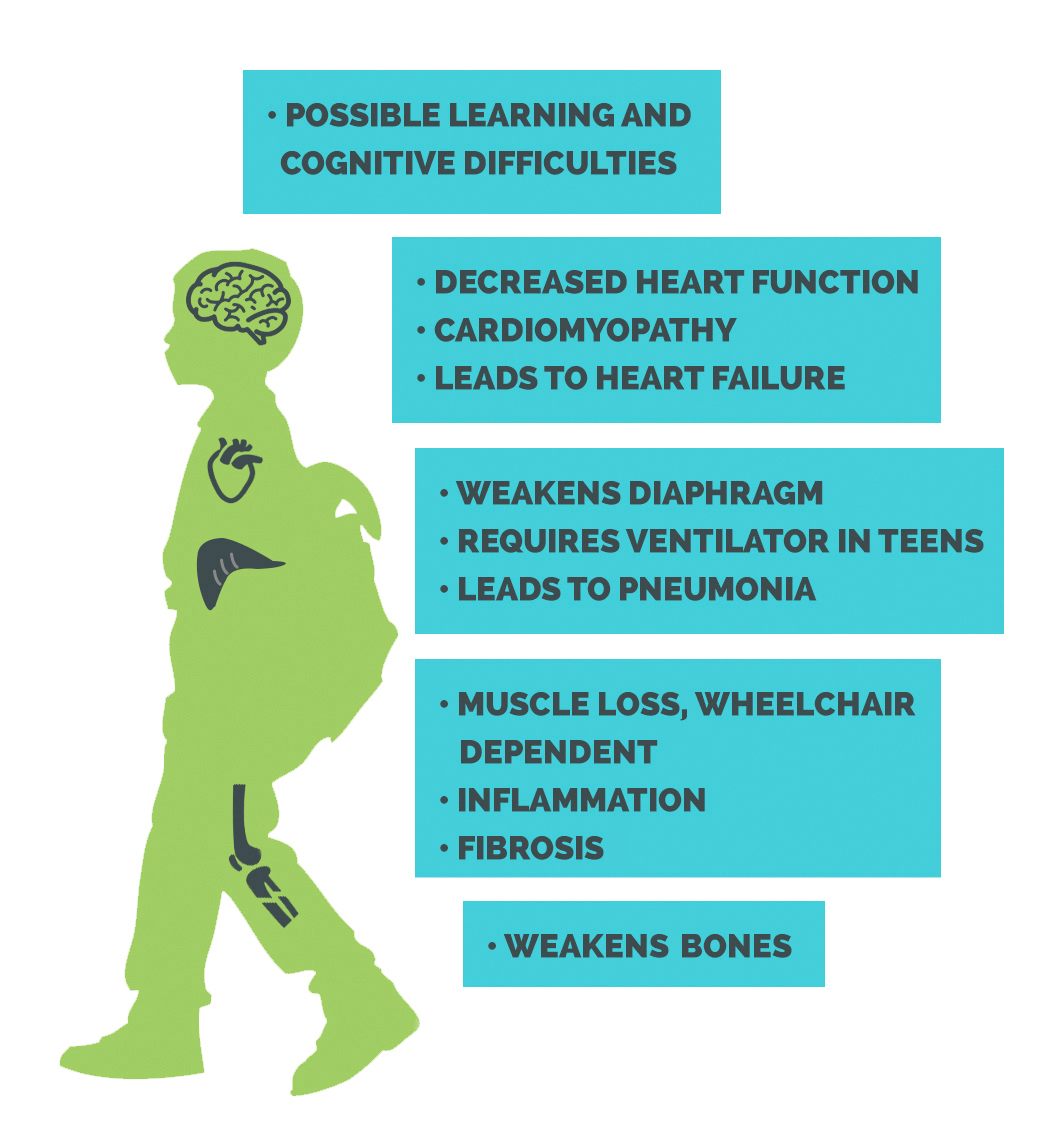 • POSSIBLE LEARNING AND
COGNITIVE DIFFICULTIES
• DECREASED HEART FUNCTION
• CARDIOMYOPATHY
• LEADS TO HEART FAILURE
• WEAKENS DIAPHRAGM
• REQUIRES VENTILATOR IN TEENS
• LEADS TO PNEUMONIA
• MUSCLE LOSS, WHEELCHAIR
DEPENDENT
• INFLAMMATION
• FIBROSIS
• WEAKENS BONES